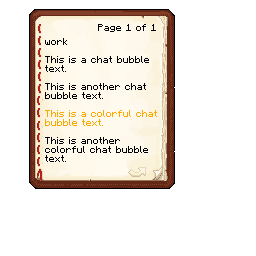 Page 1 of 1
work
This is a chat bubble
text.
This is another chat
bubble text.
This is a colorful chat
bubble text.
This is another
colorful chat bubble
text.